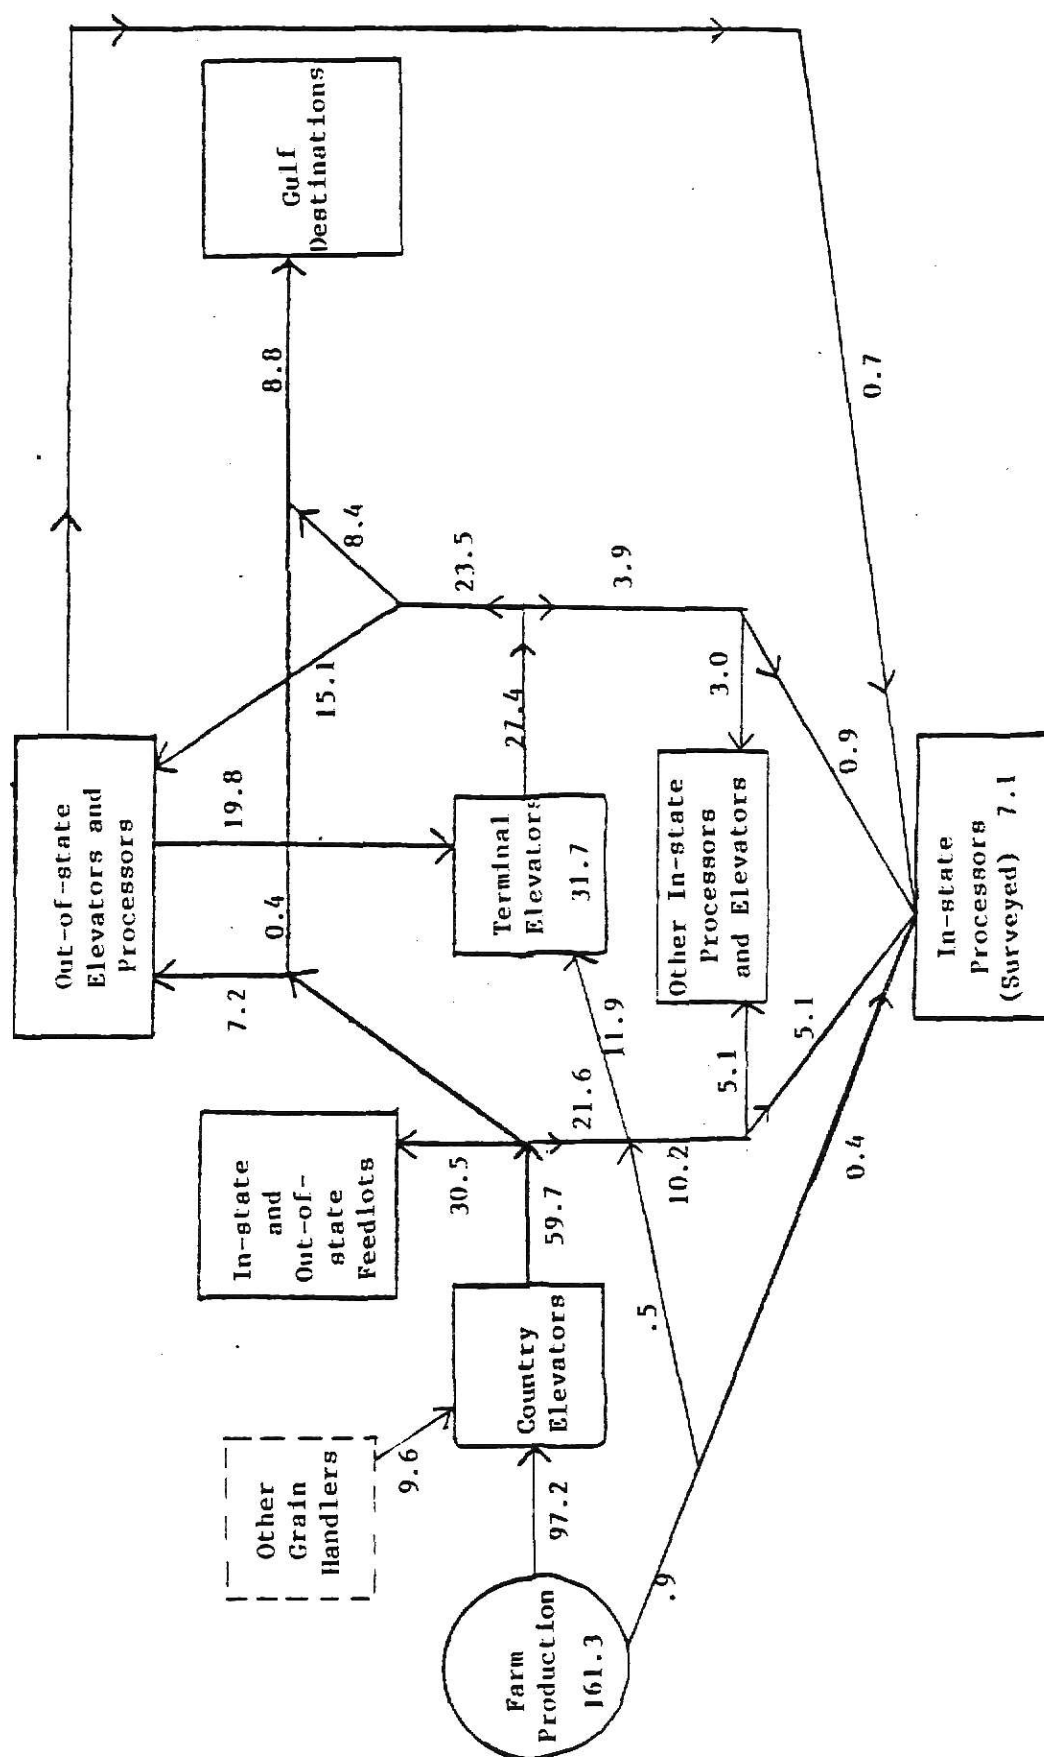 Out-of-state
Elevators and
Processors
Gulf
Destinations
7.2
0.4
19.8
15.1
8.8
8.4
In-state
and
Out-of-
state
Feedlots
30.5
Other
Grain
Handlers
9.6
Farm
Production
161.3
97.2
Country
Elevators
59.7
21.6
11.9
Terminal
Elevators
31.7
27.4
23.5
3.9
.9
.5
10.2
5.1
Other In-state
Processors
and Elevators
3.0
0.4
5.1
0.9
0.7
In-state
Processors
(Surveyed) 7.1